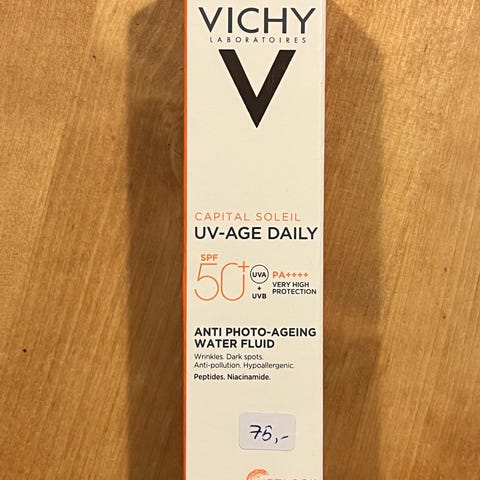 VICHY
LABORATOIRES
CAPITAL SOLEIL
UV-AGE DAILY
SPF
50+
UVA
+
UVB
PA++++
VERY HIGH
PROTECTION
ANTI PHOTO-AGEING
WATER FLUID
Wrinkles. Dark spots.
Anti-pollution. Hypoallergenic.
Peptides. Niacinamide.
75,-